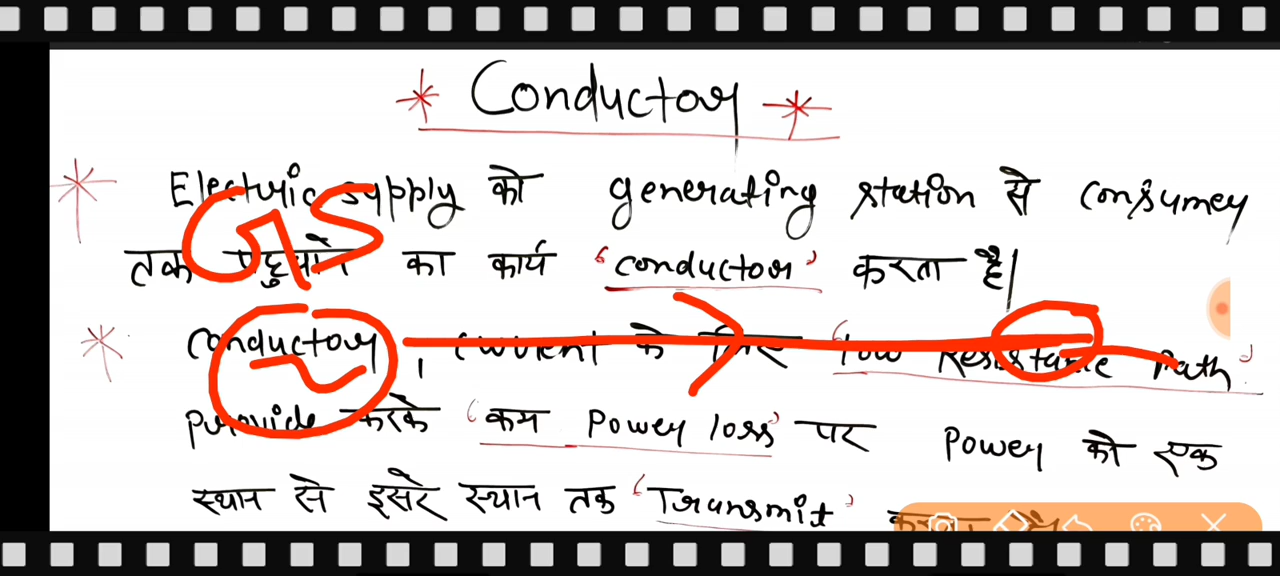 * Conductor *
* Electric supply को generating station से consumer
तक पहुचाने का कार्य 'conductor' करता है|
GS
* Conductor, current के लिए 'low Resistance Path'
provide करके 'कम Power loss' पर Power को एक
स्थान से दूसरे स्थान तक 'Transmit'